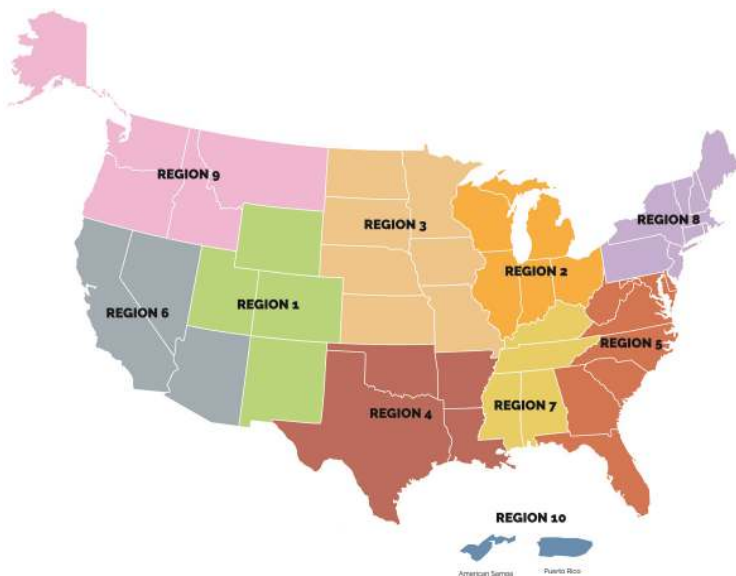 REGION 9
REGION 3
REGION 8
REGION 2
REGION 1
REGION 6
REGION 5
REGION 7
REGION 4
REGION 10
American Samoa
Puerto Rico